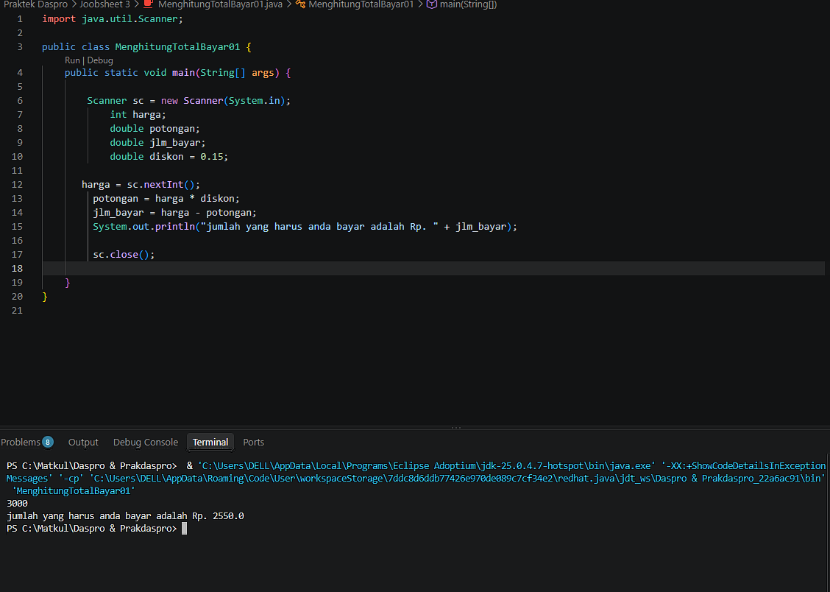 Praktek Daspro > Joobsheet 3 > MenghitungTotalBayar01.java > MenghitungTotalBayar01 > main(String[])
1 import java.util.Scanner;
2
3 public class MenghitungTotalBayar01 {
Run | Debug
4 public static void main(String[] args) {
5
6 Scanner sc = new Scanner(System.in);
7 int harga;
8 double potongan;
9 double jlm_bayar;
10 double diskon = 0.15;
11
12 harga = sc.nextInt();
13 potongan = harga * diskon;
14 jlm_bayar = harga - potongan;
15 System.out.println("jumlah yang harus anda bayar adalah Rp. " + jlm_bayar);
16
17 sc.close();
18
19 }
20 }
21
Problems 8 Output Debug Console Terminal Ports
PS C:\Matkul\Daspro & Prakdaspro> & 'C:\Users\DELL\AppData\Local\Programs\Eclipse Adoptium\jdk-25.0.4.7-hotspot\bin\java.exe' '-XX:+ShowCodeDetailsInException
Messages' '-cp' 'C:\Users\DELL\AppData\Roaming\Code\User\workspaceStorage\7ddc8d6ddb77426e970de089c7cf34e2\redhat.java\jdt_ws\Daspro & Prakdaspro_22a6ac91\bin'
'MenghitungTotalBayar01'
3000
jumlah yang harus anda bayar adalah Rp. 2550.0
PS C:\Matkul\Daspro & Prakdaspro>